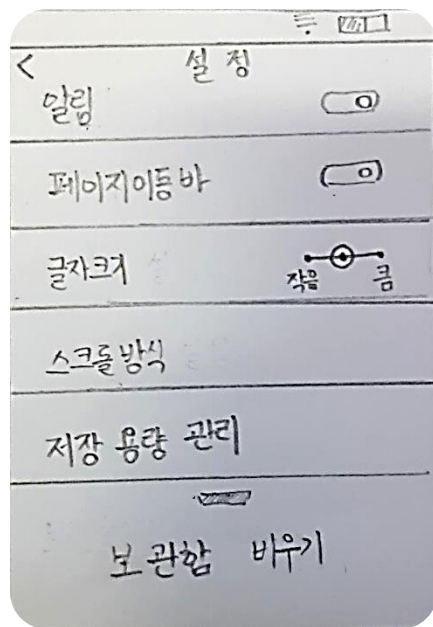 < 설정
알림
페이지이동바
글자크기
작음 큼
스크롤방식
저장 용량 관리
보관함 비우기